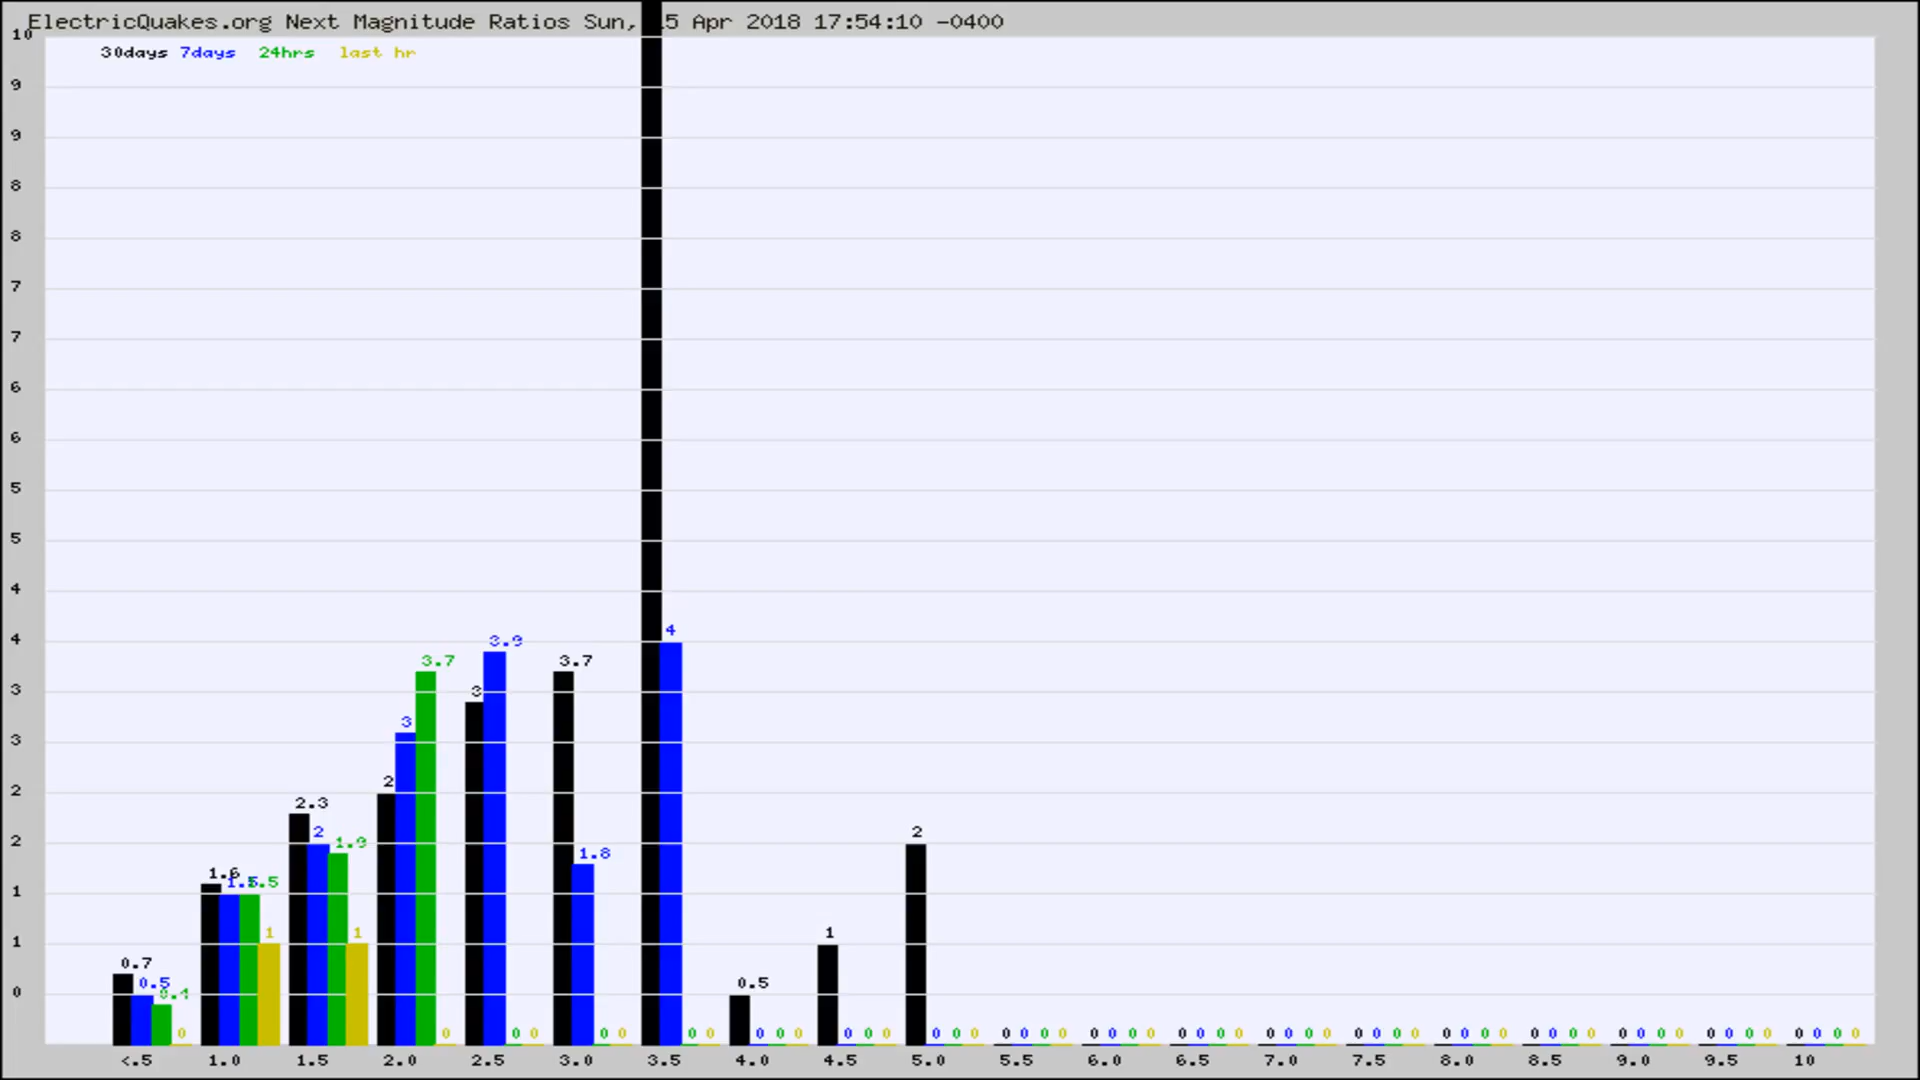 ElectricQuakes.org Next Magnitude Ratios Sun, 5 Apr 2018 17:54:10 -0400
30days 7days 24hrs last hr
10
9
9
8
8
7
7
6
6
5
5
4
4
3
3
2
2
1
1
0
0.7 0.5 0.4 0
1.6 1.5 1.5 1
2.3 2 1.9 1
2 3 3.7 0
3 3.9 0 0
3.7 1.8 0 0
4 0 0
0.5 0 0 0
1 0 0 0
2 0 0 0
0 0 0 0
0 0 0 0
0 0 0 0
0 0 0 0
0 0 0 0
0 0 0 0
0 0 0 0
0 0 0 0
0 0 0 0
0 0 0 0
<.5 1.0 1.5 2.0 2.5 3.0 3.5 4.0 4.5 5.0 5.5 6.0 6.5 7.0 7.5 8.0 8.5 9.0 9.5 10